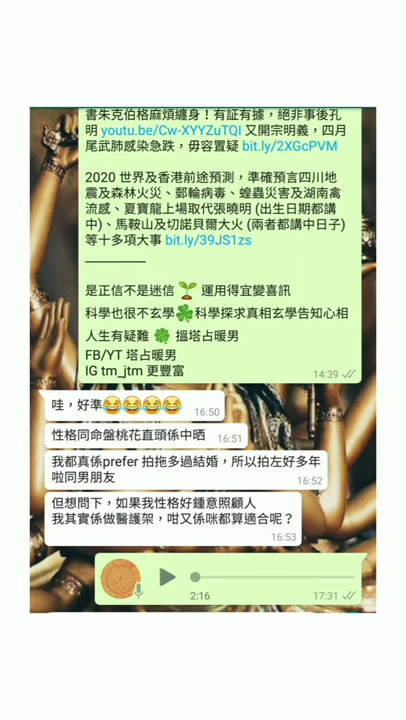 書朱克伯格麻煩纏身！有証有據，絕非事後孔
明 youtu.be/Cw-XYYZuTQI 又開宗明義，四月
尾武肺感染急跌，毋容置疑 bit.ly/2XGcPVM
2020 世界及香港前途預測，準確預言四川地
震及森林火災、郵輪病毒、蝗蟲災害及湖南禽
流感、夏寶龍上場取代張曉明 (出生日期都講
中)、馬鞍山及切諾貝爾大火 (兩者都講中日子)
等十多項大事 bit.ly/39JS1zs
——————
是正信不是迷信🌱 運用得宜變喜訊
科學也很不玄學🍀科學探求真相玄學告知心相
人生有疑難 🍀 搵塔占暖男
FB/YT 塔占暖男
IG tm_jtm 更豐富
14:39
哇，好準😂😂😂😂
16:50
性格同命盤桃花直頭係中晒
16:51
我都真係prefer 拍拖多過結婚，所以拍左好多年
啦同男朋友
16:52
但想問下，如果我性格好鍾意照顧人
我其實係做醫護架，咁又係咪都算適合呢？
16:53
2:16
17:31